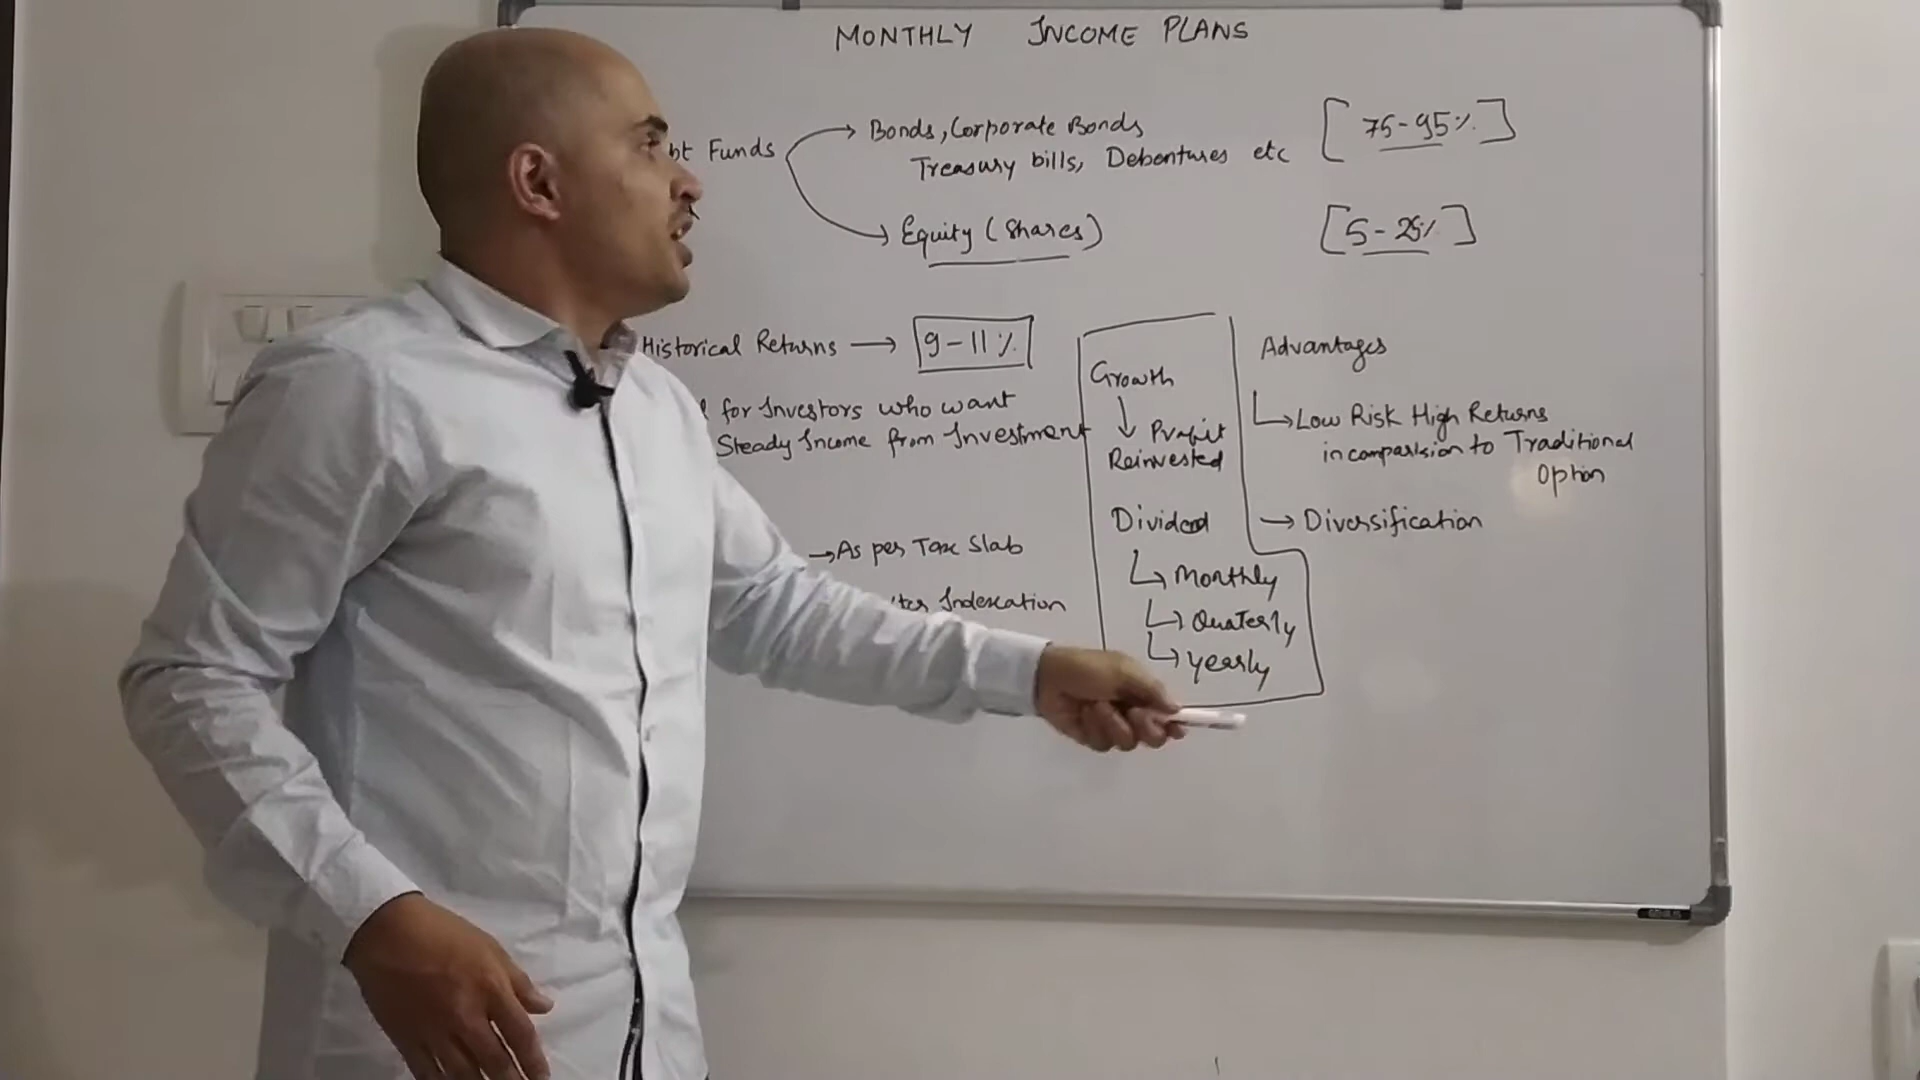 MONTHLY INCOME PLANS
Funds
Bonds, Corporate Bonds
Treasury bills, Debentures etc
[75-95%]
Equity (Shares)
[5-25%]
Historical Returns → 9-11%
for Investors who want
Steady Income from Investment
→ As per Tax Slab
Indexation
Growth
↓ Profit
Reinvested
Dividend
↳ Monthly
↳ Quaterly
↳ yearly
Advantages
↳ Low Risk High Returns
in comparision to Traditional
Option
→ Diversification